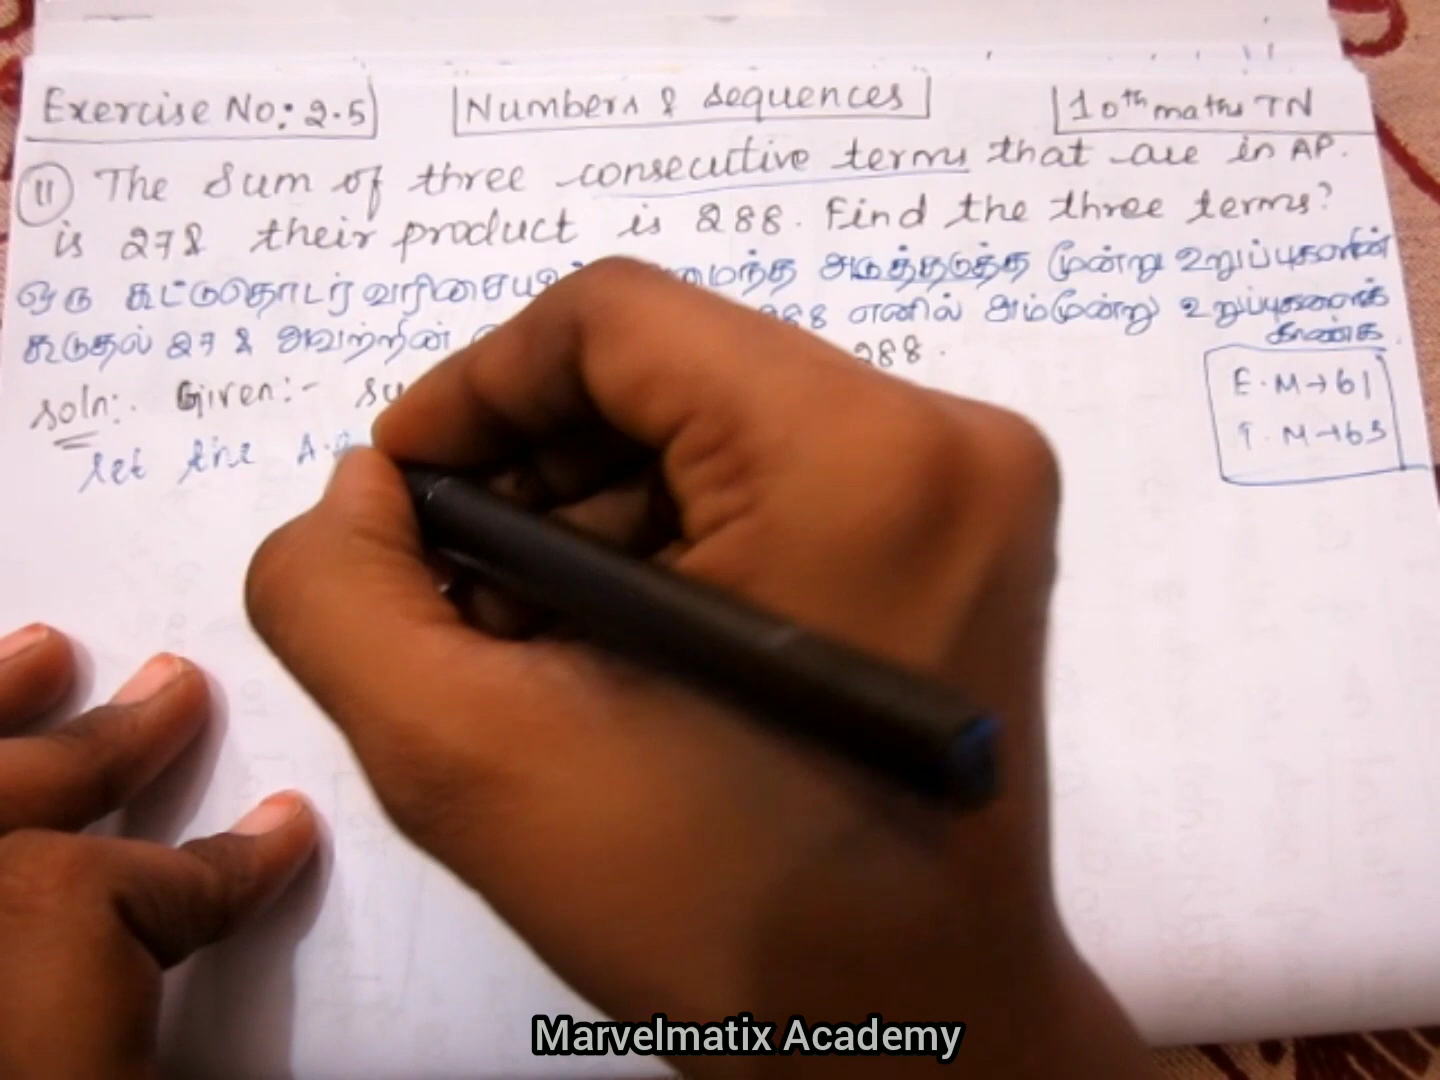 Exercise No: 2.5
Numbers & sequences
10th maths TN
11 The Sum of three consecutive terms that are in AP.
is 27 & their product is 288. Find the three terms?
ஒரு கூட்டுதொடர் வரிசையில் அடுத்தடுத்த மூன்று உறுப்புகளின்
கூடுதல் 27 & அவற்றின் 288 எனில் அம்மூன்று உறுப்புகளைக்
காண்க.
soln:. Given:- 288.
let the A.
E.M→61
T.M→63
Marvelmatix Academy